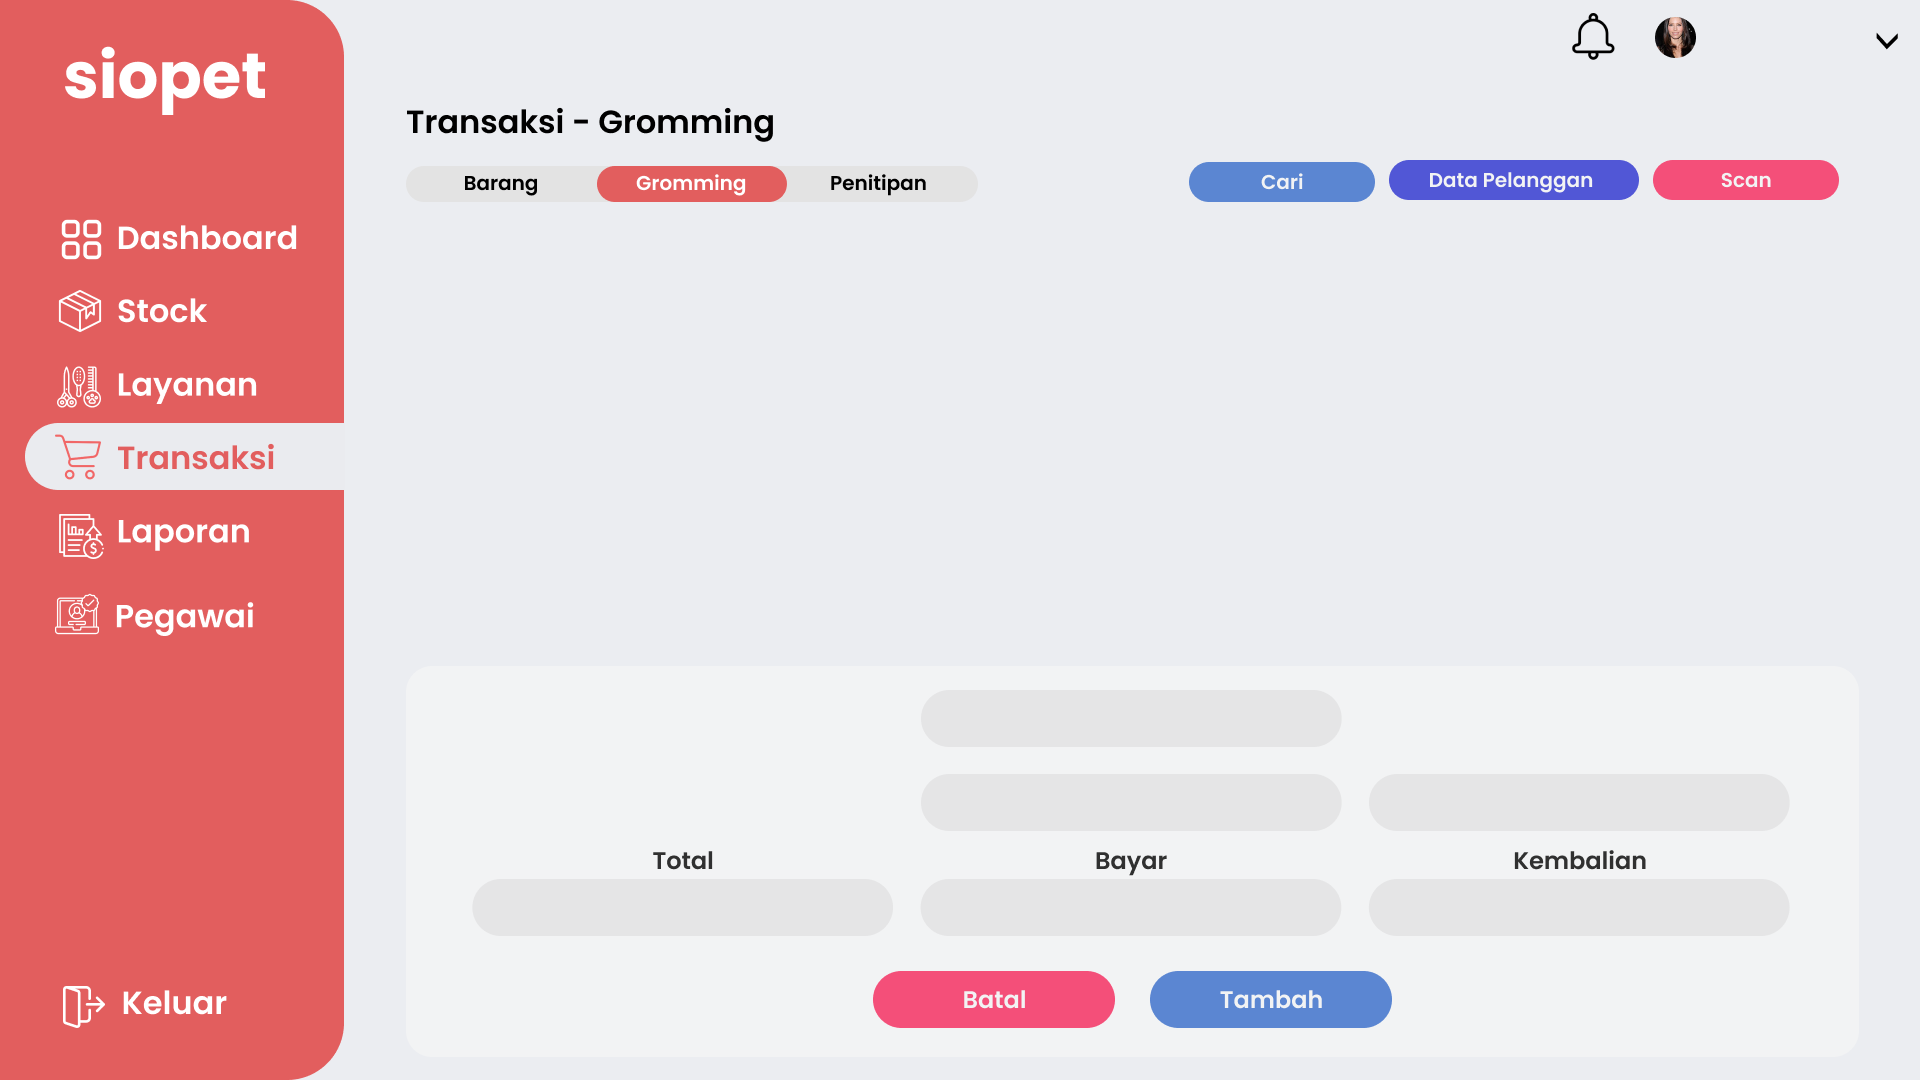 siopet
Dashboard
Stock
Layanan
Transaksi
Laporan
Pegawai
Keluar
Transaksi - Gromming
Barang
Gromming
Penitipan
Cari
Data Pelanggan
Scan
Total
Bayar
Kembalian
Batal
Tambah